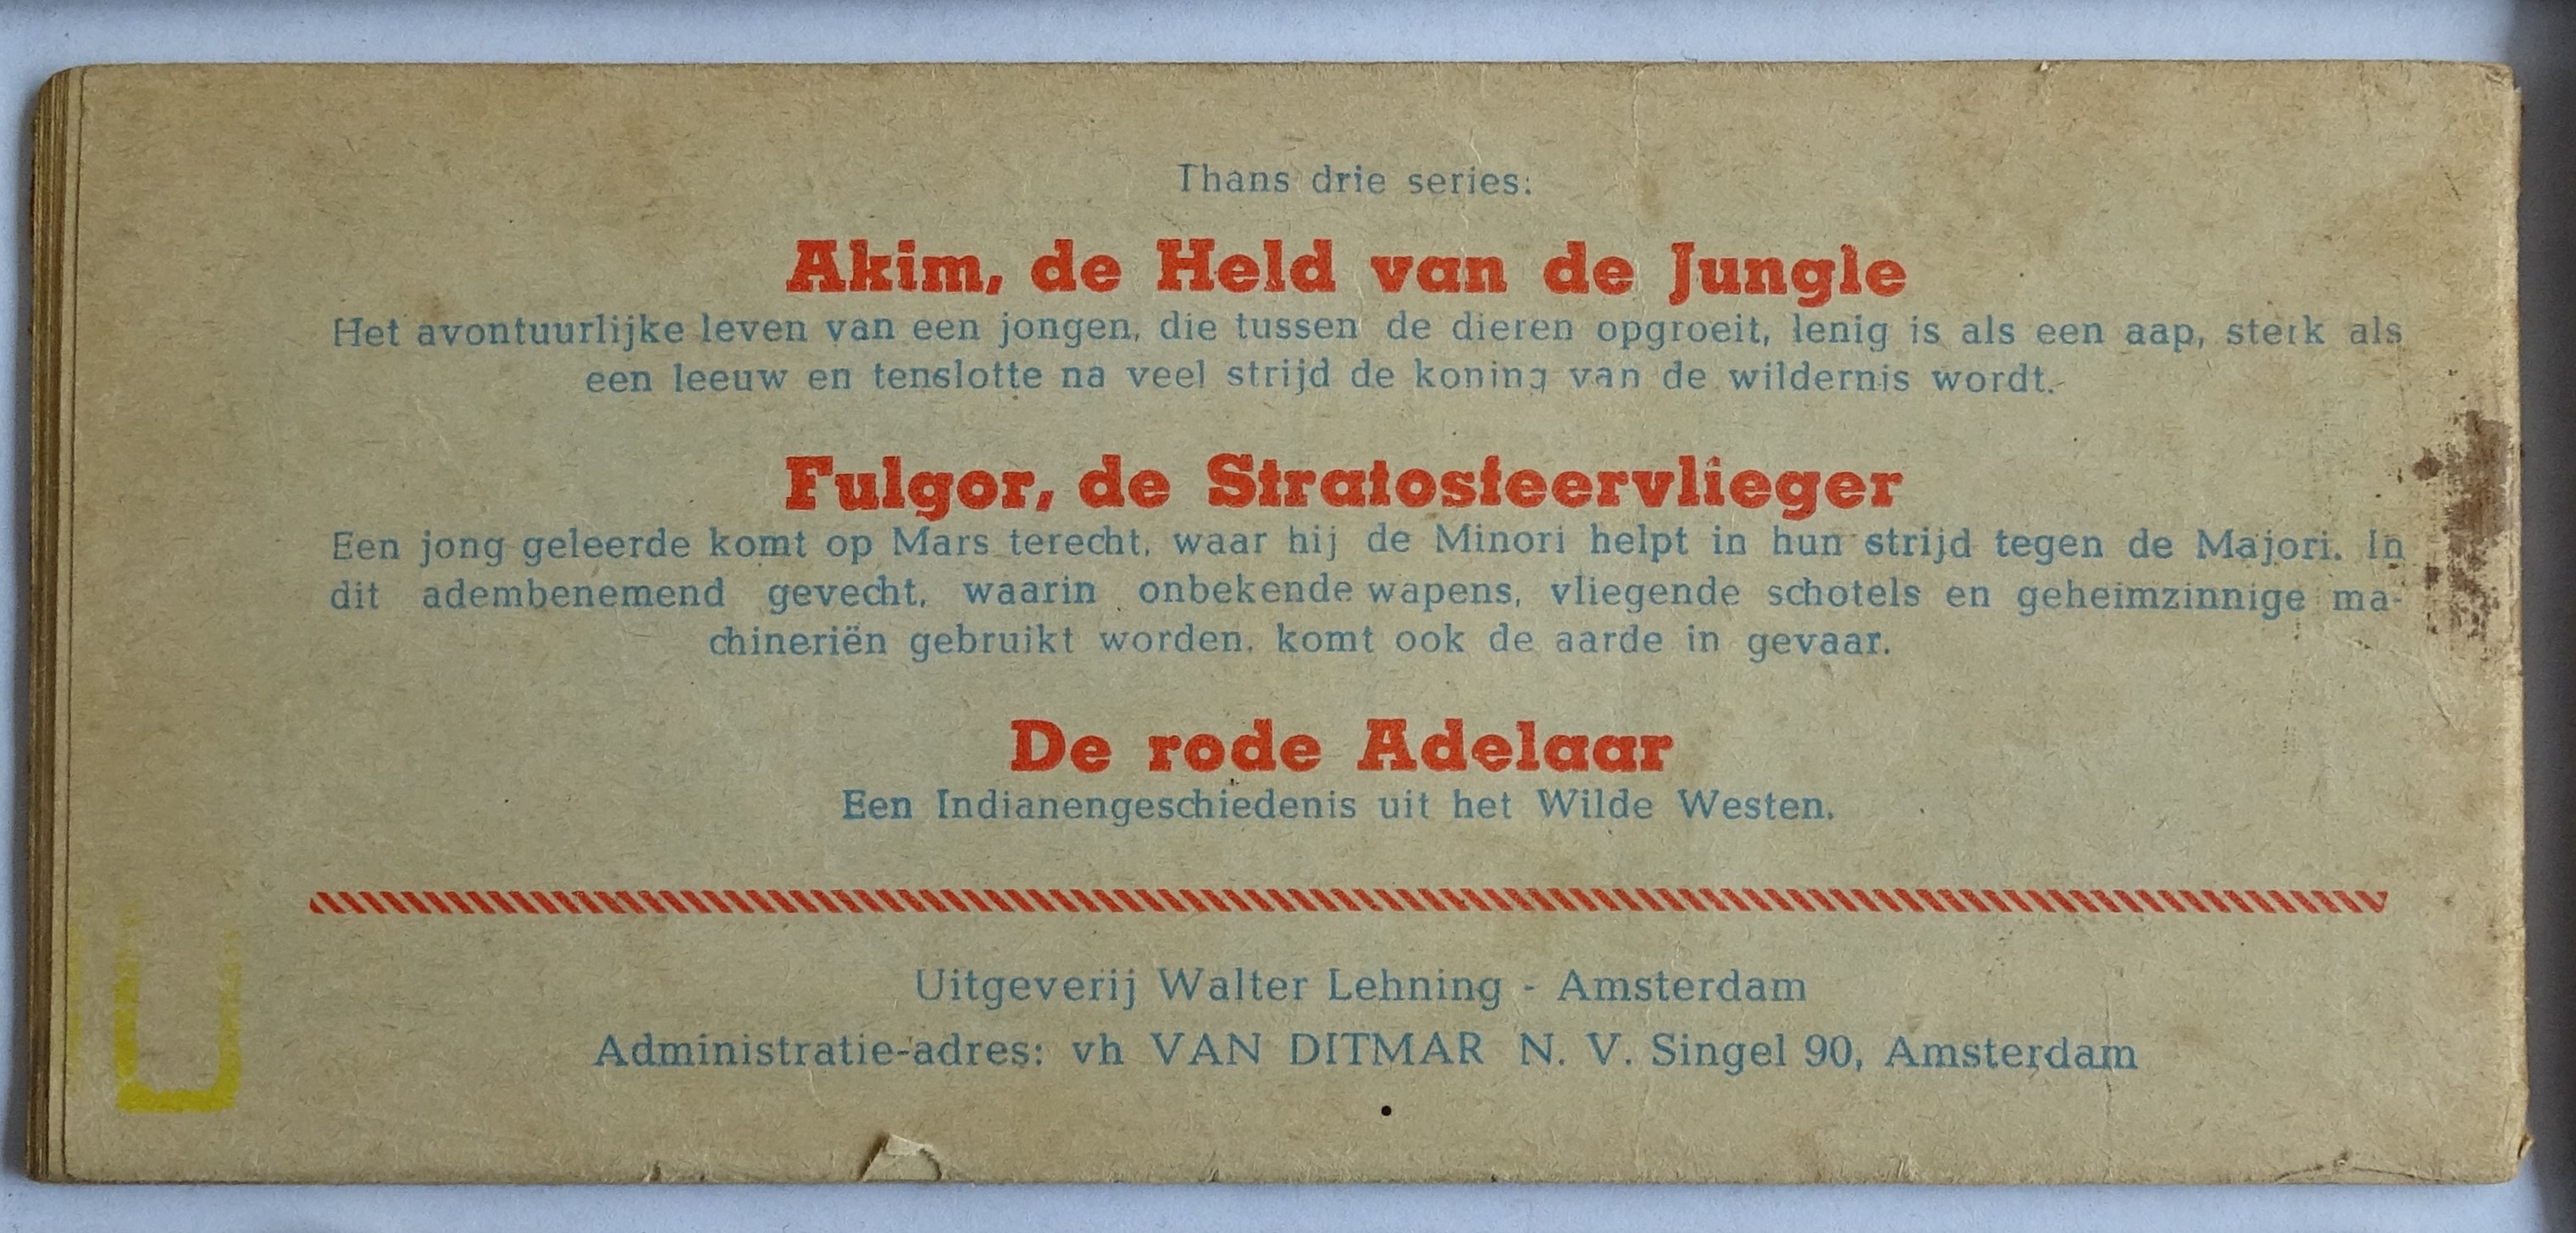 Thans drie series:
Akim, de Held van de Jungle
Het avontuurlijke leven van een jongen, die tussen de dieren opgroeit, lenig is als een aap, sterk als
een leeuw en tenslotte na veel strijd de koning van de wildernis wordt.
Fulgor, de Stratosfeervlieger
Een jong geleerde komt op Mars terecht, waar hij de Minori helpt in hun strijd tegen de Majori. In
dit adembenemend gevecht, waarin onbekende wapens, vliegende schotels en geheimzinnige ma-
chineriën gebruikt worden, komt ook de aarde in gevaar.
De rode Adelaar
Een Indianengeschiedenis uit het Wilde Westen.
Uitgeverij Walter Lehning - Amsterdam
Administratie-adres: vh VAN DITMAR N. V. Singel 90, Amsterdam
U